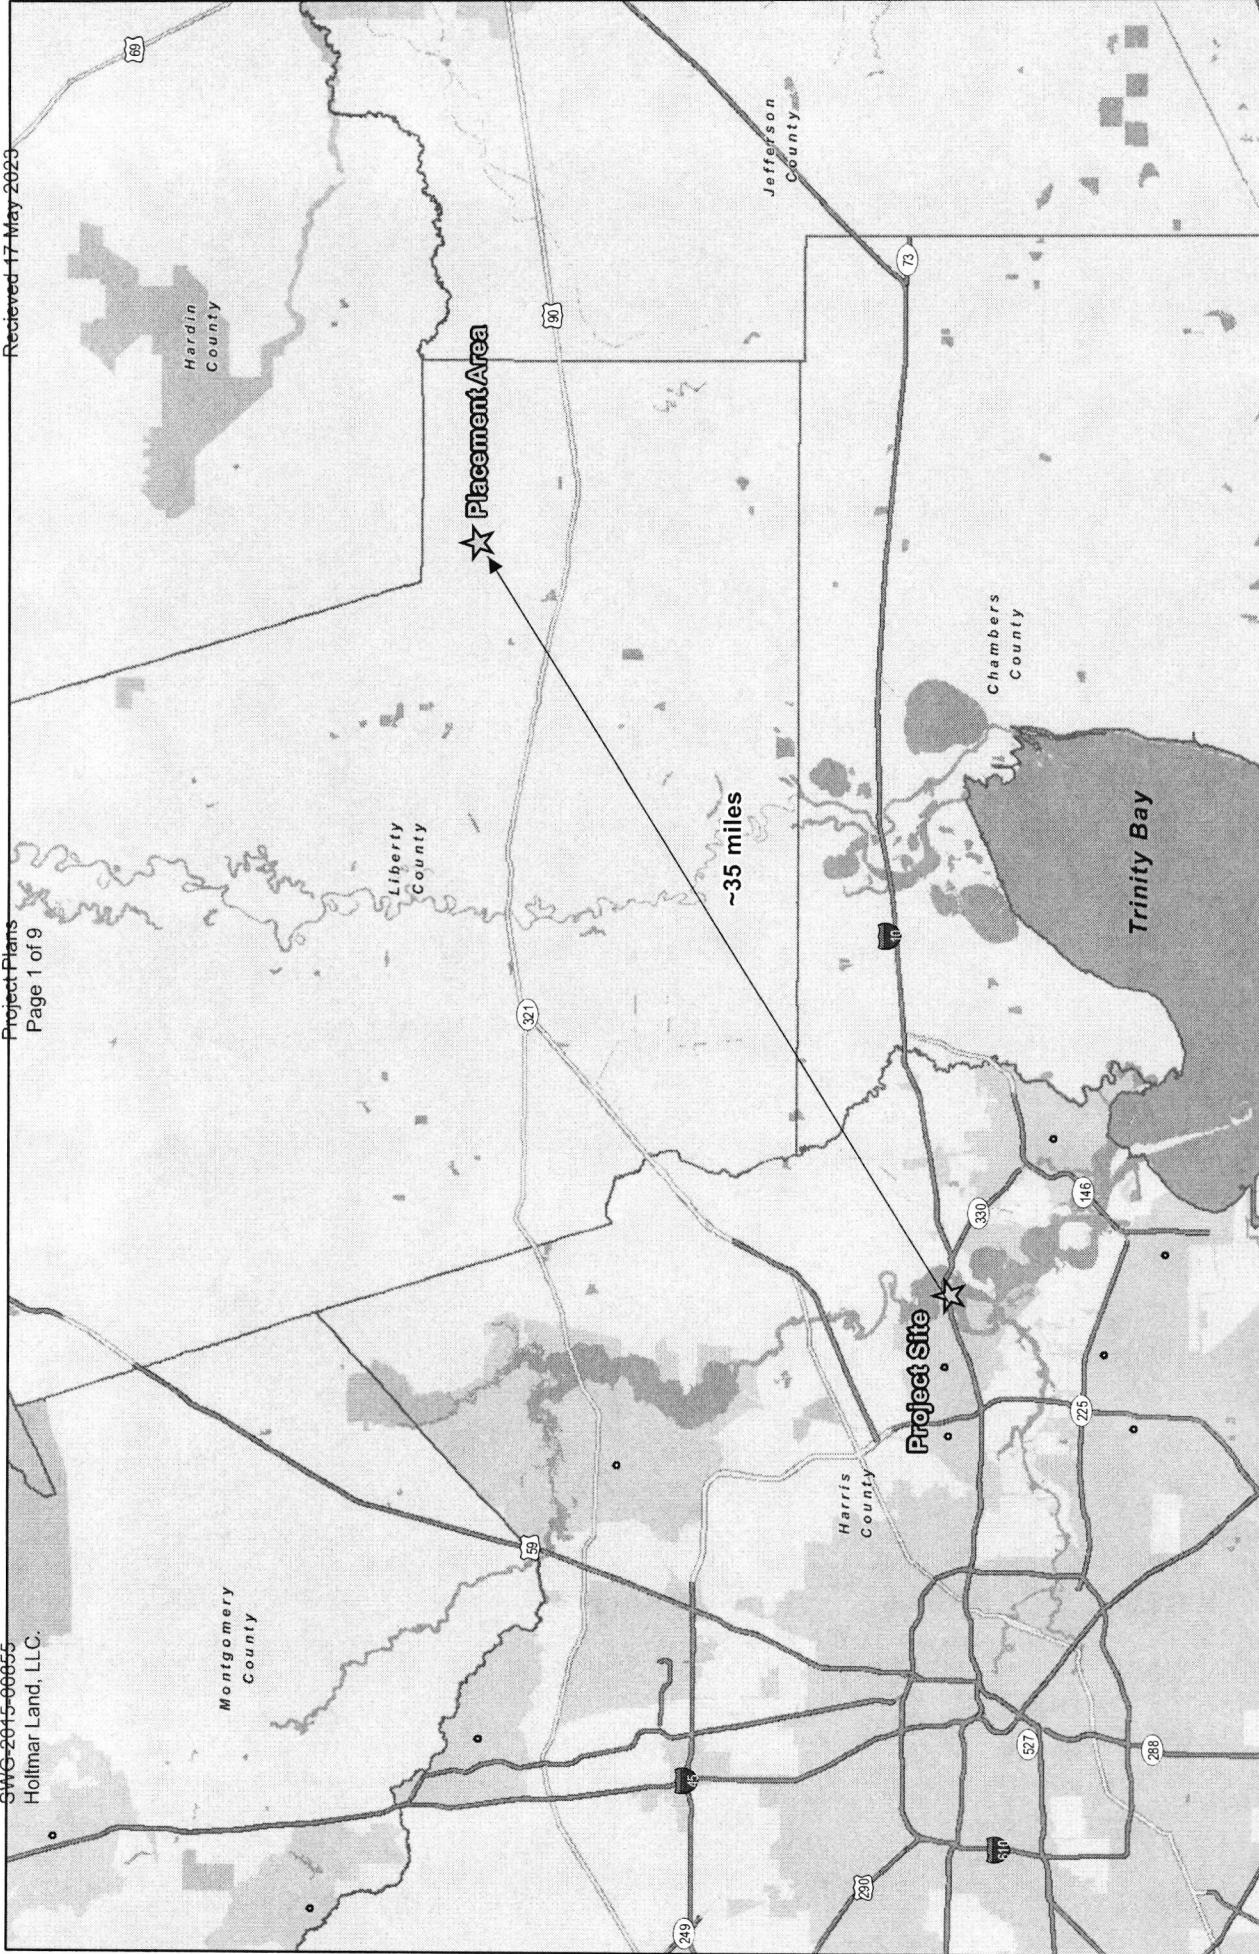 SWG-2015-00655
Holtmar Land, LLC.
Project Plans
Page 1 of 9
Recieved 17 May 2023
69
Hardin
County
Placement Area
90
Jefferson
County
73
Liberty
County
~35 miles
Chambers
County
Trinity Bay
10
321
Montgomery
County
59
Harris
County
Project Site
330
146
225
45
249
290
610
527
288